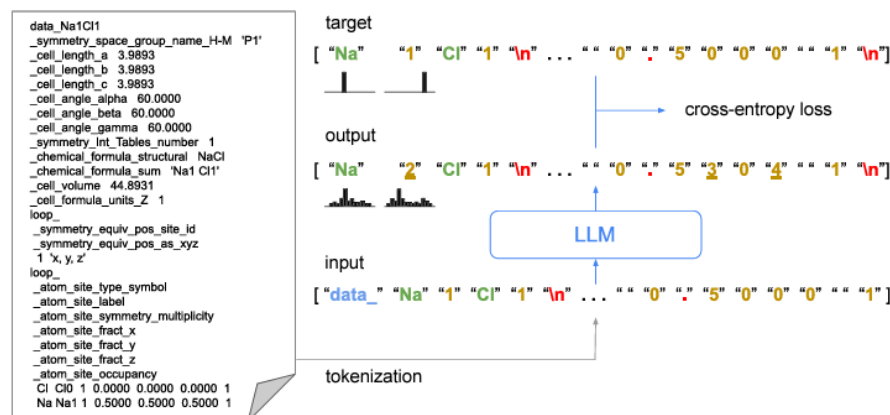 data_Na1Cl1
_symmetry_space_group_name_H-M 'P1'
_cell_length_a 3.9893
_cell_length_b 3.9893
_cell_length_c 3.9893
_cell_angle_alpha 60.0000
_cell_angle_beta 60.0000
_cell_angle_gamma 60.0000
_symmetry_Int_Tables_number 1
_chemical_formula_structural NaCl
_chemical_formula_sum 'Na1 Cl1'
_cell_volume 44.8931
_cell_formula_units_Z 1
loop_
_symmetry_equiv_pos_site_id
_symmetry_equiv_pos_as_xyz
1 'x, y, z'
loop_
_atom_site_type_symbol
_atom_site_label
_atom_site_symmetry_multiplicity
_atom_site_fract_x
_atom_site_fract_y
_atom_site_fract_z
_atom_site_occupancy
Cl Cl0 1 0.0000 0.0000 0.0000 1
Na Na1 1 0.5000 0.5000 0.5000 1
target
[ “Na” “1” “Cl” “1” “\n” ... “ “ “0” “.” “5” “0” “0” “0” “ “ “1” “\n”]
cross-entropy loss
output
[ “Na” “2” “Cl” “1” “\n” ... “ “ “0” “.” “5” “3” “0” “4” “ “ “1” “\n”]
LLM
input
[ “data_” “Na” “1” “Cl” “1” “\n” ... “ “ “0” “.” “5” “0” “0” “0” “ “ “1”]
tokenization